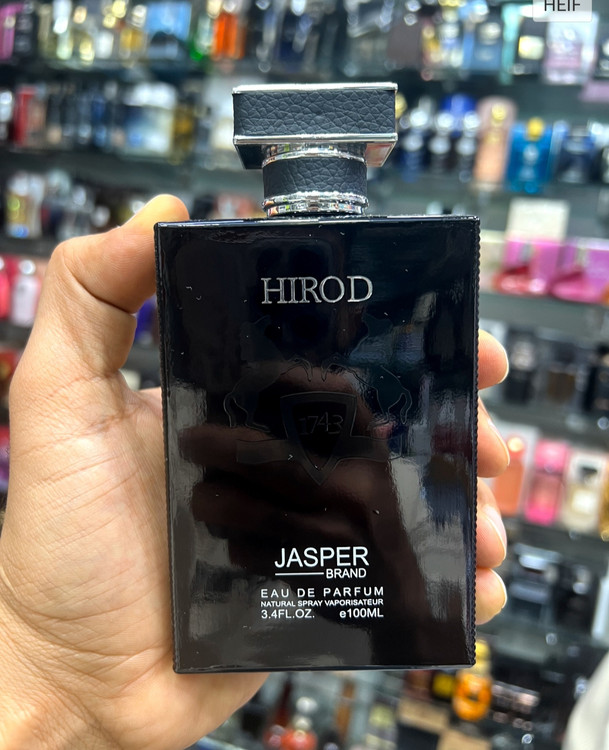 HEIF
HIROD
1743
JASPER
BRAND
EAU DE PARFUM
NATURAL SPRAY VAPORISATEUR
3.4FL.OZ. e100ML